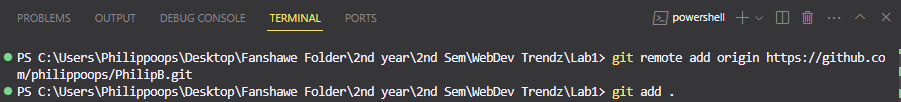 PROBLEMS OUTPUT DEBUG CONSOLE TERMINAL PORTS powershell
PS C:\Users\Philippoops\Desktop\Fanshawe Folder\2nd year\2nd Sem\WebDev Trendz\Lab1> git remote add origin https://github.co
m/philippoops/PhilipB.git
PS C:\Users\Philippoops\Desktop\Fanshawe Folder\2nd year\2nd Sem\WebDev Trendz\Lab1> git add .